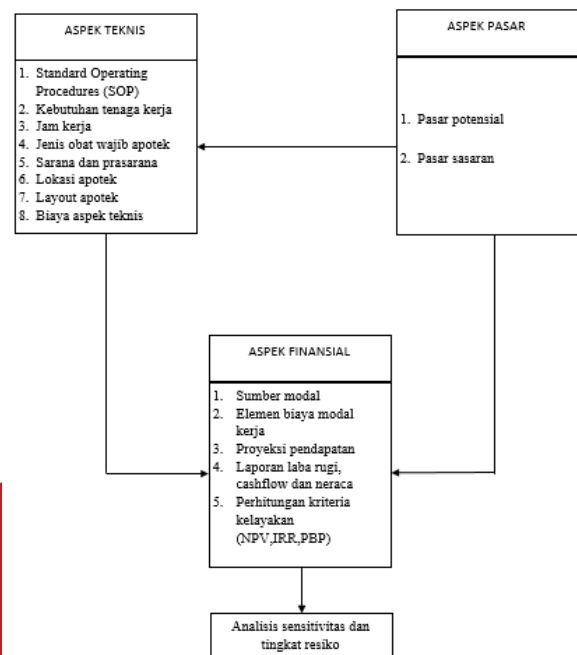 ASPEK TEKNIS
1. Standard Operating
Procedures (SOP)
2. Kebutuhan tenaga kerja
3. Jam kerja
4. Jenis obat wajib apotek
5. Sarana dan prasarana
6. Lokasi apotek
7. Layout apotek
8. Biaya aspek teknis
ASPEK PASAR
1. Pasar potensial
2. Pasar sasaran
ASPEK FINANSIAL
1. Sumber modal
2. Elemen biaya modal
kerja
3. Proyeksi pendapatan
4. Laporan laba rugi,
cashflow dan neraca
5. Perhitungan kriteria
kelayakan
(NPV,IRR,PBP)
Analisis sensitivitas dan
tingkat resiko